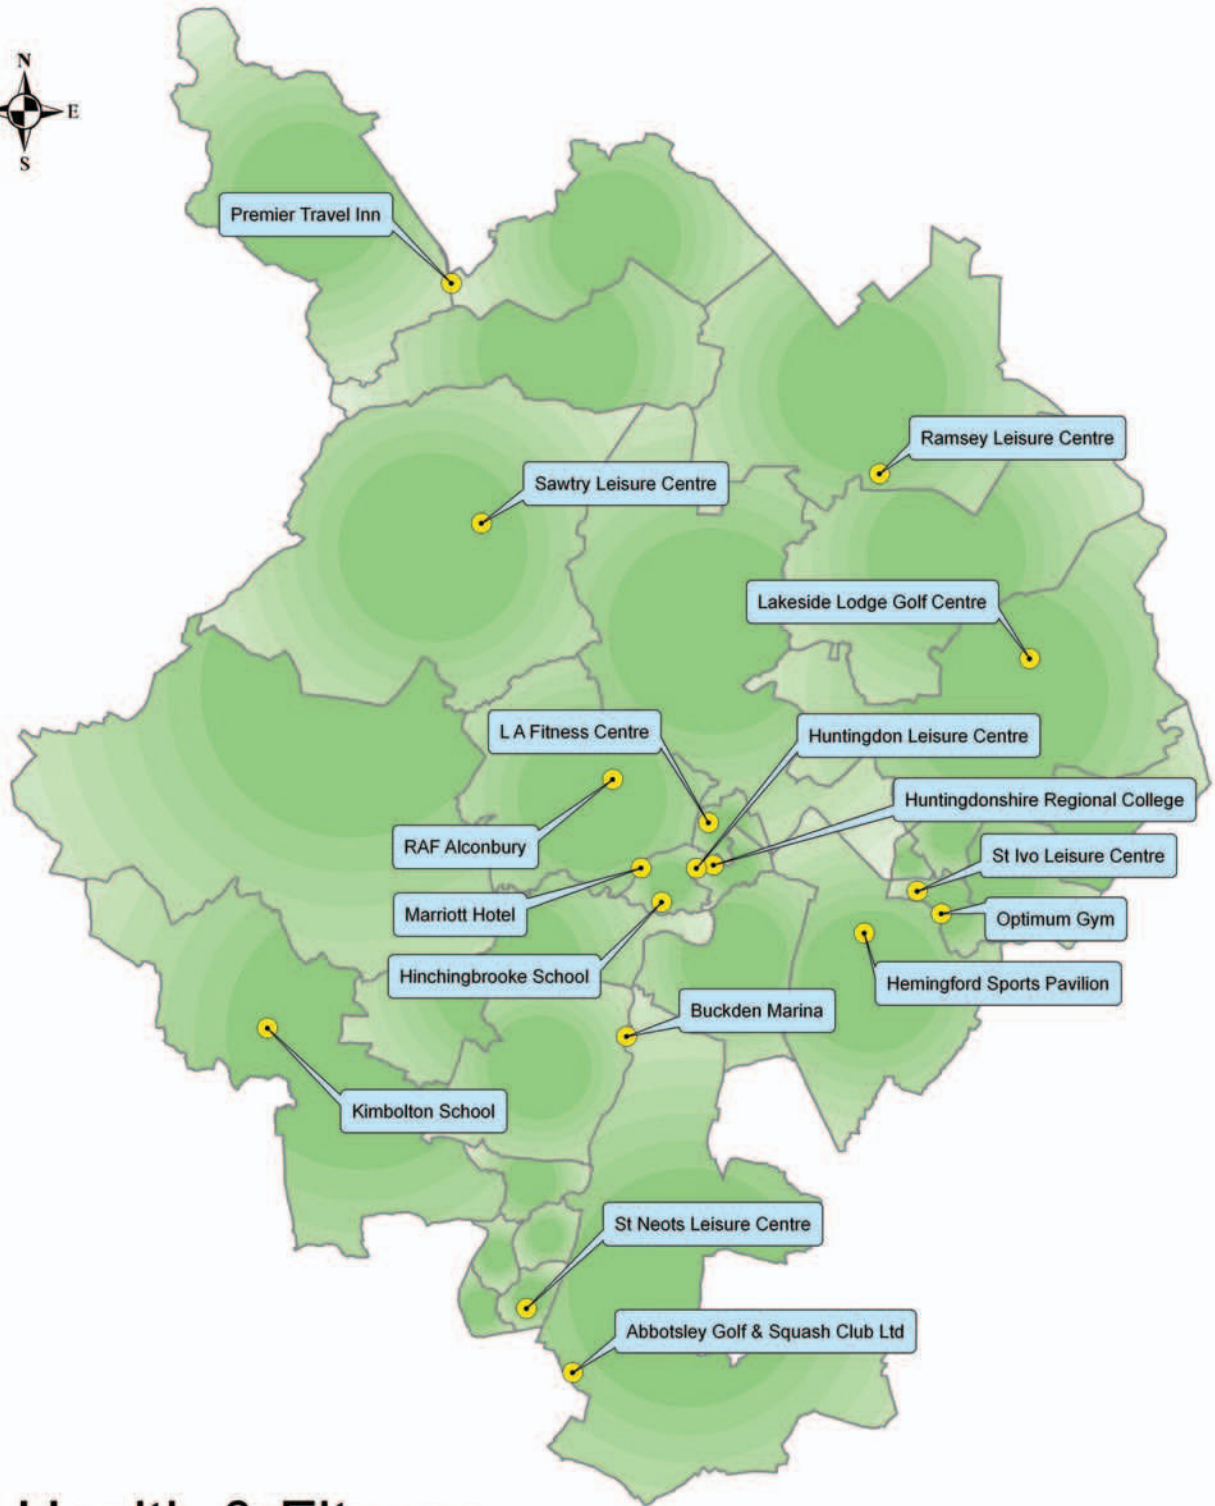 N
E
S
Premier Travel Inn
Ramsey Leisure Centre
Sawtry Leisure Centre
Lakeside Lodge Golf Centre
L A Fitness Centre
Huntingdon Leisure Centre
Huntingdonshire Regional College
RAF Alconbury
St Ivo Leisure Centre
Marriott Hotel
Optimum Gym
Hinchingbrooke School
Hemingford Sports Pavilion
Buckden Marina
Kimbolton School
St Neots Leisure Centre
Abbotsley Golf & Squash Club Ltd